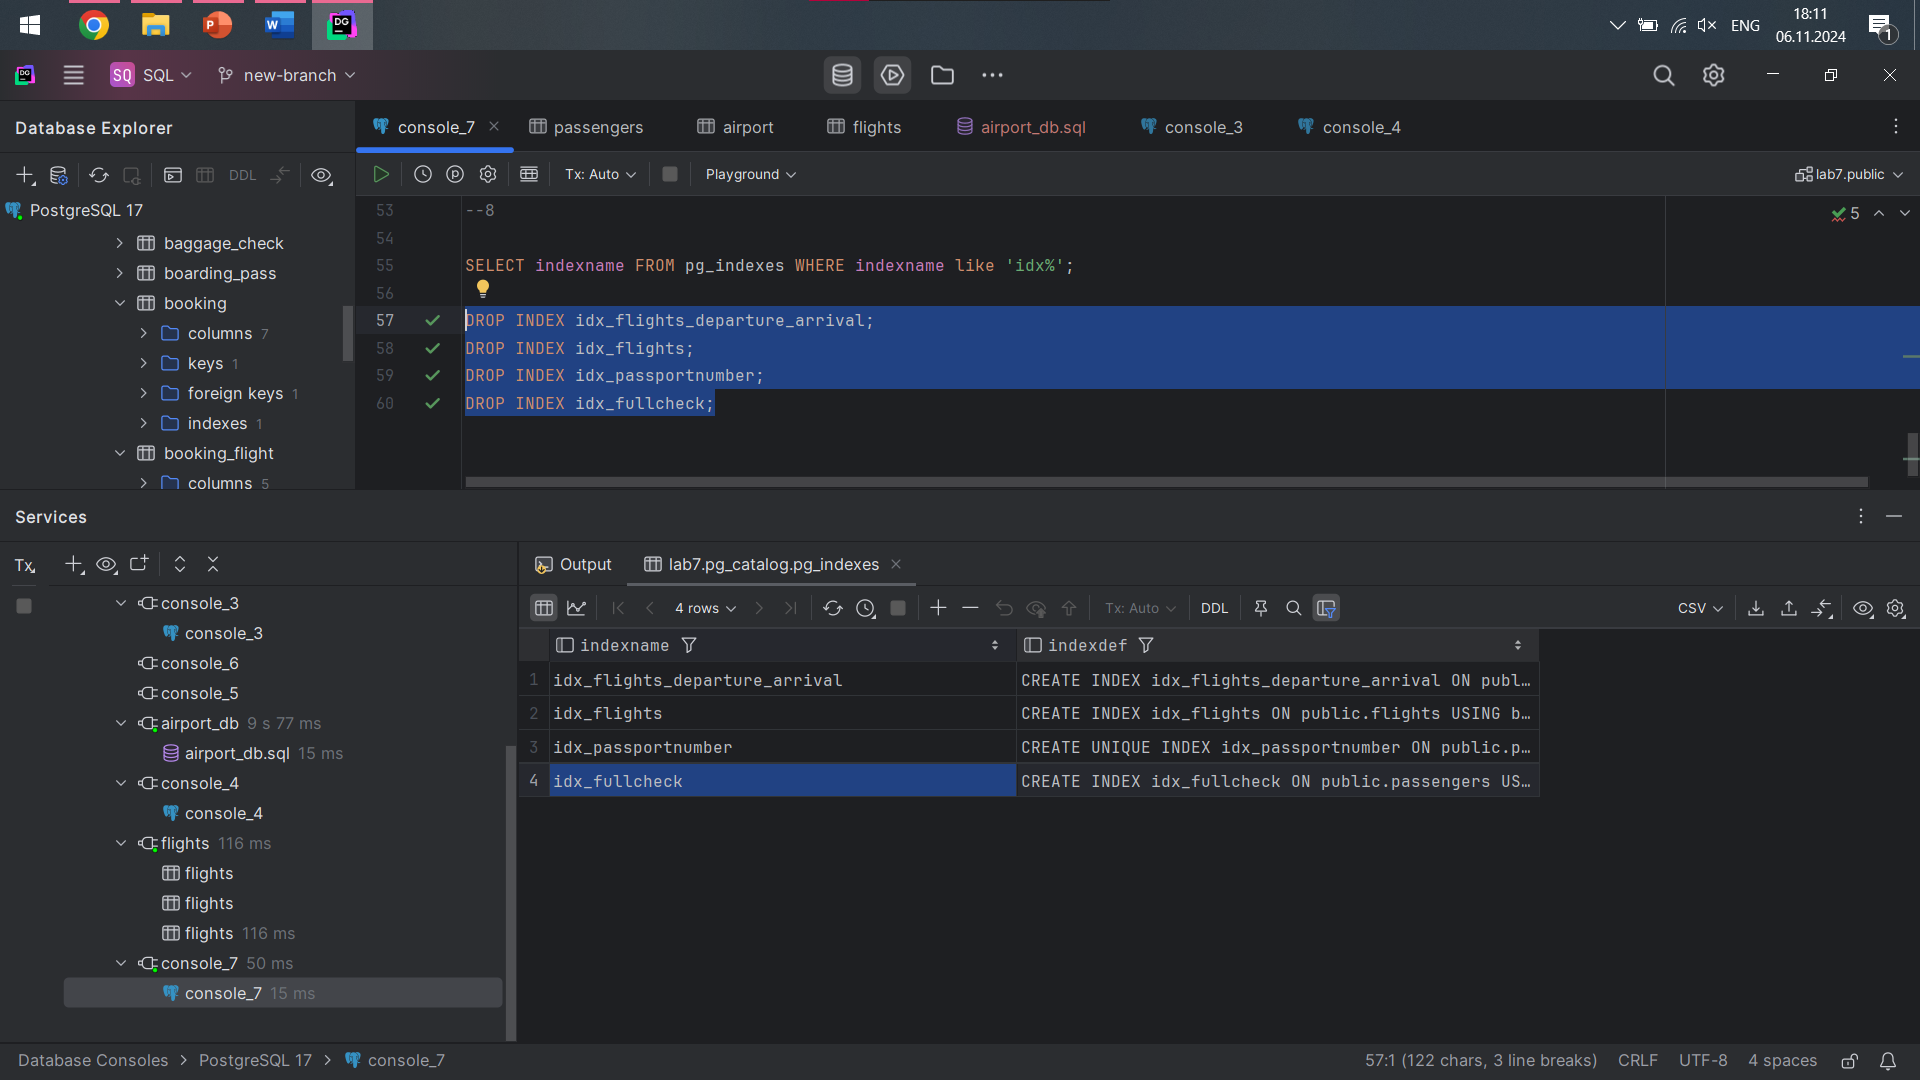 P
W
DG
ENG
18:11
06.11.2024
1
DG
SQ SQL
new-branch
Database Explorer
console_7
passengers
airport
flights
airport_db.sql
console_3
console_4
DDL
Tx: Auto
Playground
lab7.public
PostgreSQL 17
baggage_check
boarding_pass
booking
columns 7
keys 1
foreign keys 1
indexes 1
booking_flight
columns 5
5
53 --8
54
55 SELECT indexname FROM pg_indexes WHERE indexname like 'idx%';
56
57 DROP INDEX idx_flights_departure_arrival;
58 DROP INDEX idx_flights;
59 DROP INDEX idx_passportnumber;
60 DROP INDEX idx_fullcheck;
Services
Tx
console_3
console_3
console_6
console_5
airport_db 9 s 77 ms
airport_db.sql 15 ms
console_4
console_4
flights 116 ms
flights
flights
flights 116 ms
console_7 50 ms
console_7 15 ms
Output
lab7.pg_catalog.pg_indexes
4 rows
Tx: Auto
DDL
CSV
indexname
indexdef
1 idx_flights_departure_arrival CREATE INDEX idx_flights_departure_arrival ON publ…
2 idx_flights CREATE INDEX idx_flights ON public.flights USING b…
3 idx_passportnumber CREATE UNIQUE INDEX idx_passportnumber ON public.p…
4 idx_fullcheck CREATE INDEX idx_fullcheck ON public.passengers US…
Database Consoles > PostgreSQL 17 > console_7
57:1 (122 chars, 3 line breaks)
CRLF
UTF-8
4 spaces